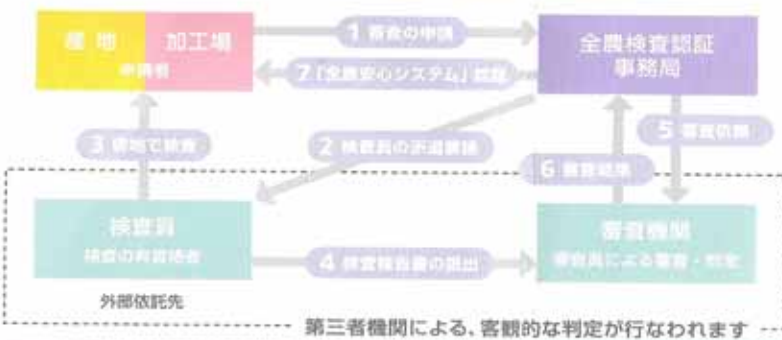 産地
加工場
申請者
1 審査の申請
全農検査認証
事務局
7「全農安心システム」認証
3 現地で検査
2 検査員の派遣
5 審査依頼
6 審査結果
検査員
検査の有資格者
4 検査報告書の提出
審査機関
審査員による審査・判定
外部依託先
第三者機関による、客観的な判定が行なわれます